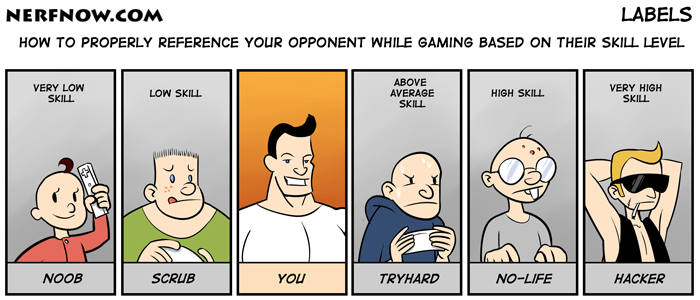 NERFNOW.COM
LABELS
HOW TO PROPERLY REFERENCE YOUR OPPONENT WHILE GAMING BASED ON THEIR SKILL LEVEL
VERY LOW
SKILL
NOOB
LOW SKILL
SCRUB
YOU
ABOVE
AVERAGE
SKILL
TRYHARD
HIGH SKILL
NO-LIFE
VERY HIGH
SKILL
HACKER